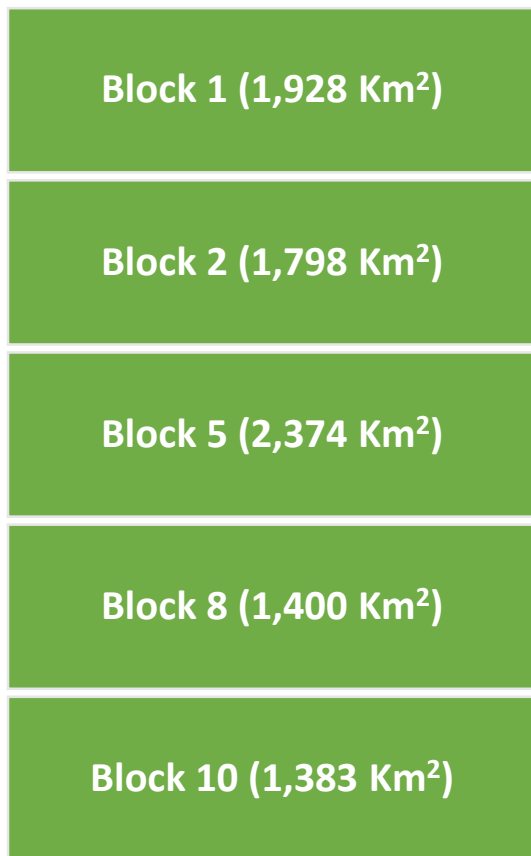 Block 1 (1,928 Km²)
Block 2 (1,798 Km²)
Block 5 (2,374 Km²)
Block 8 (1,400 Km²)
Block 10 (1,383 Km²)